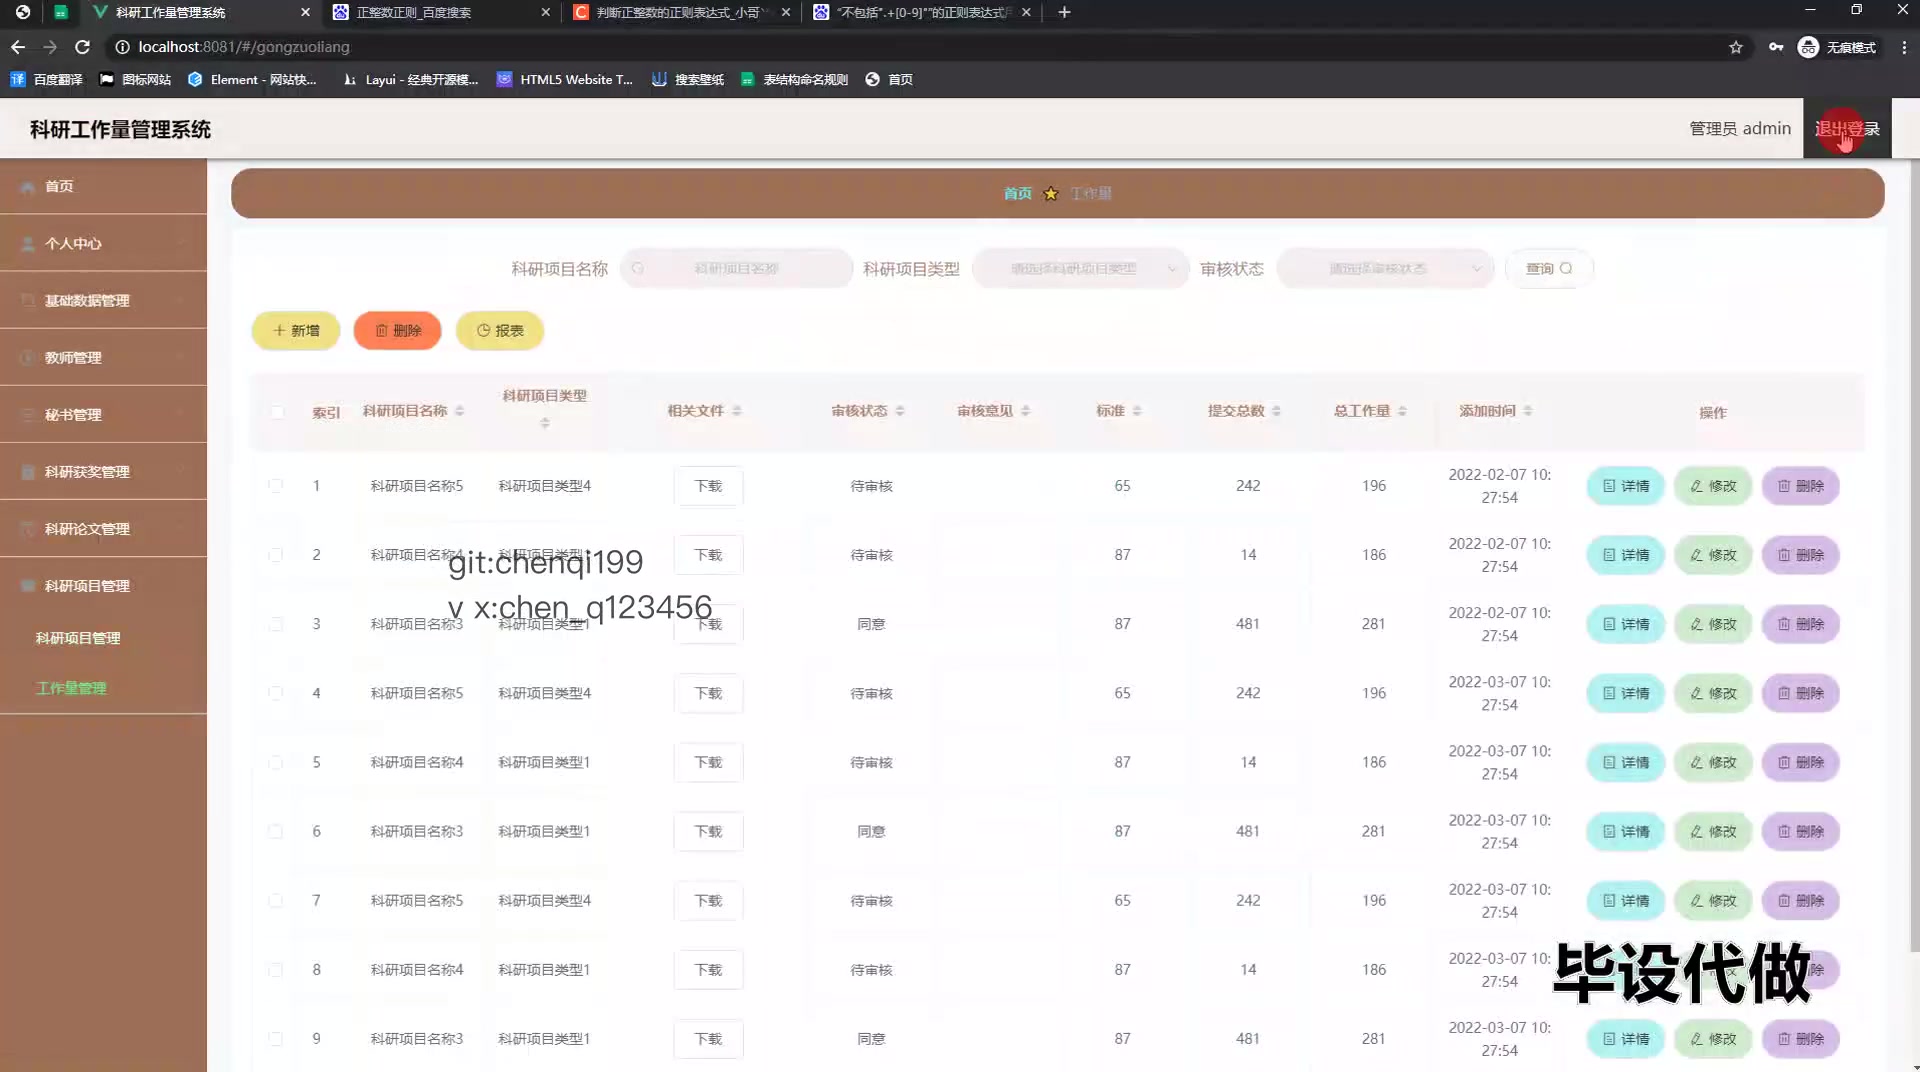 科研工作量管理系统
正整数正则_百度搜索
判断正整数的正则表达式_小哥
"不包括".+[0-9]*"的正则表达式
localhost:8081/#/gongzuoliang
无痕模式
百度翻译
图标网站
Element - 网站快...
Layui - 经典开源模...
HTML5 Website T...
搜索壁纸
表结构命名规则
首页
科研工作量管理系统
管理员 admin
退出登录
首页
个人中心
基础数据管理
教师管理
秘书管理
科研获奖管理
科研论文管理
科研项目管理
科研项目管理
工作量管理
首页 工作量
科研项目名称 科研项目名称 科研项目类型 请选择科研项目类型 审核状态 请选择审核状态 查询
新增 删除 报表
索引 科研项目名称 科研项目类型 相关文件 审核状态 审核意见 标准 提交总数 总工作量 添加时间 操作
1 科研项目名称5 科研项目类型4 下载 待审核 65 242 196 2022-02-07 10:27:54 详情 修改 删除
2 科研项目名称4 科研项目类型1 下载 待审核 87 14 186 2022-02-07 10:27:54 详情 修改 删除
3 科研项目名称3 科研项目类型1 下载 同意 87 481 281 2022-02-07 10:27:54 详情 修改 删除
4 科研项目名称5 科研项目类型4 下载 待审核 65 242 196 2022-03-07 10:27:54 详情 修改 删除
5 科研项目名称4 科研项目类型1 下载 待审核 87 14 186 2022-03-07 10:27:54 详情 修改 删除
6 科研项目名称3 科研项目类型1 下载 同意 87 481 281 2022-03-07 10:27:54 详情 修改 删除
7 科研项目名称5 科研项目类型4 下载 待审核 65 242 196 2022-03-07 10:27:54 详情 修改 删除
8 科研项目名称4 科研项目类型1 下载 待审核 87 14 186 2022-03-07 10:27:54
9 科研项目名称3 科研项目类型1 下载 同意 87 481 281 2022-03-07 10:27:54 详情 修改 删除
git:chenqi199
v x:chen_q123456
毕设代做